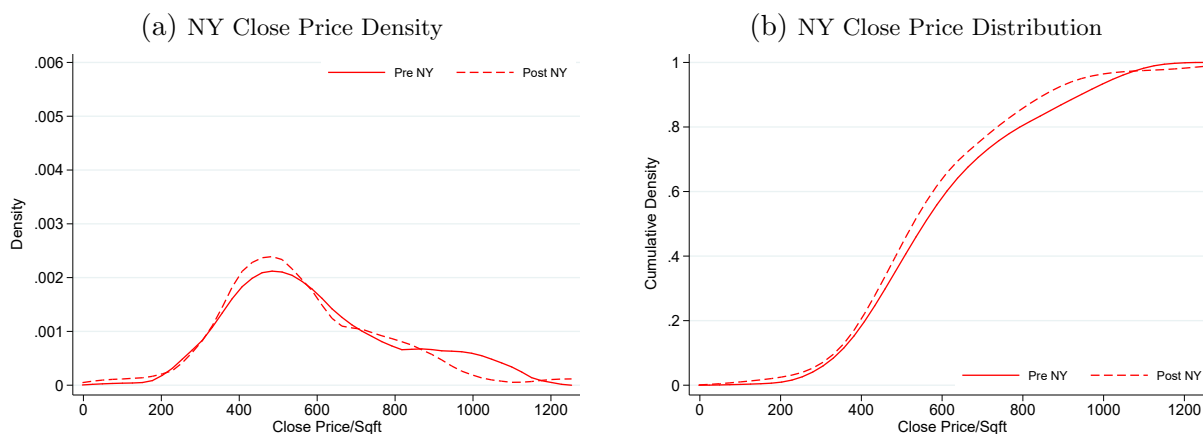 (a) NY Close Price Density
Pre NY
Post NY
.006
.005
.004
.003
.002
.001
0
Density
0
200
400
600
800
1000
1200
Close Price/Sqft
(b) NY Close Price Distribution
1
.8
.6
.4
.2
0
Cumulative Density
Pre NY
Post NY
0
200
400
600
800
1000
1200
Close Price/Sqft